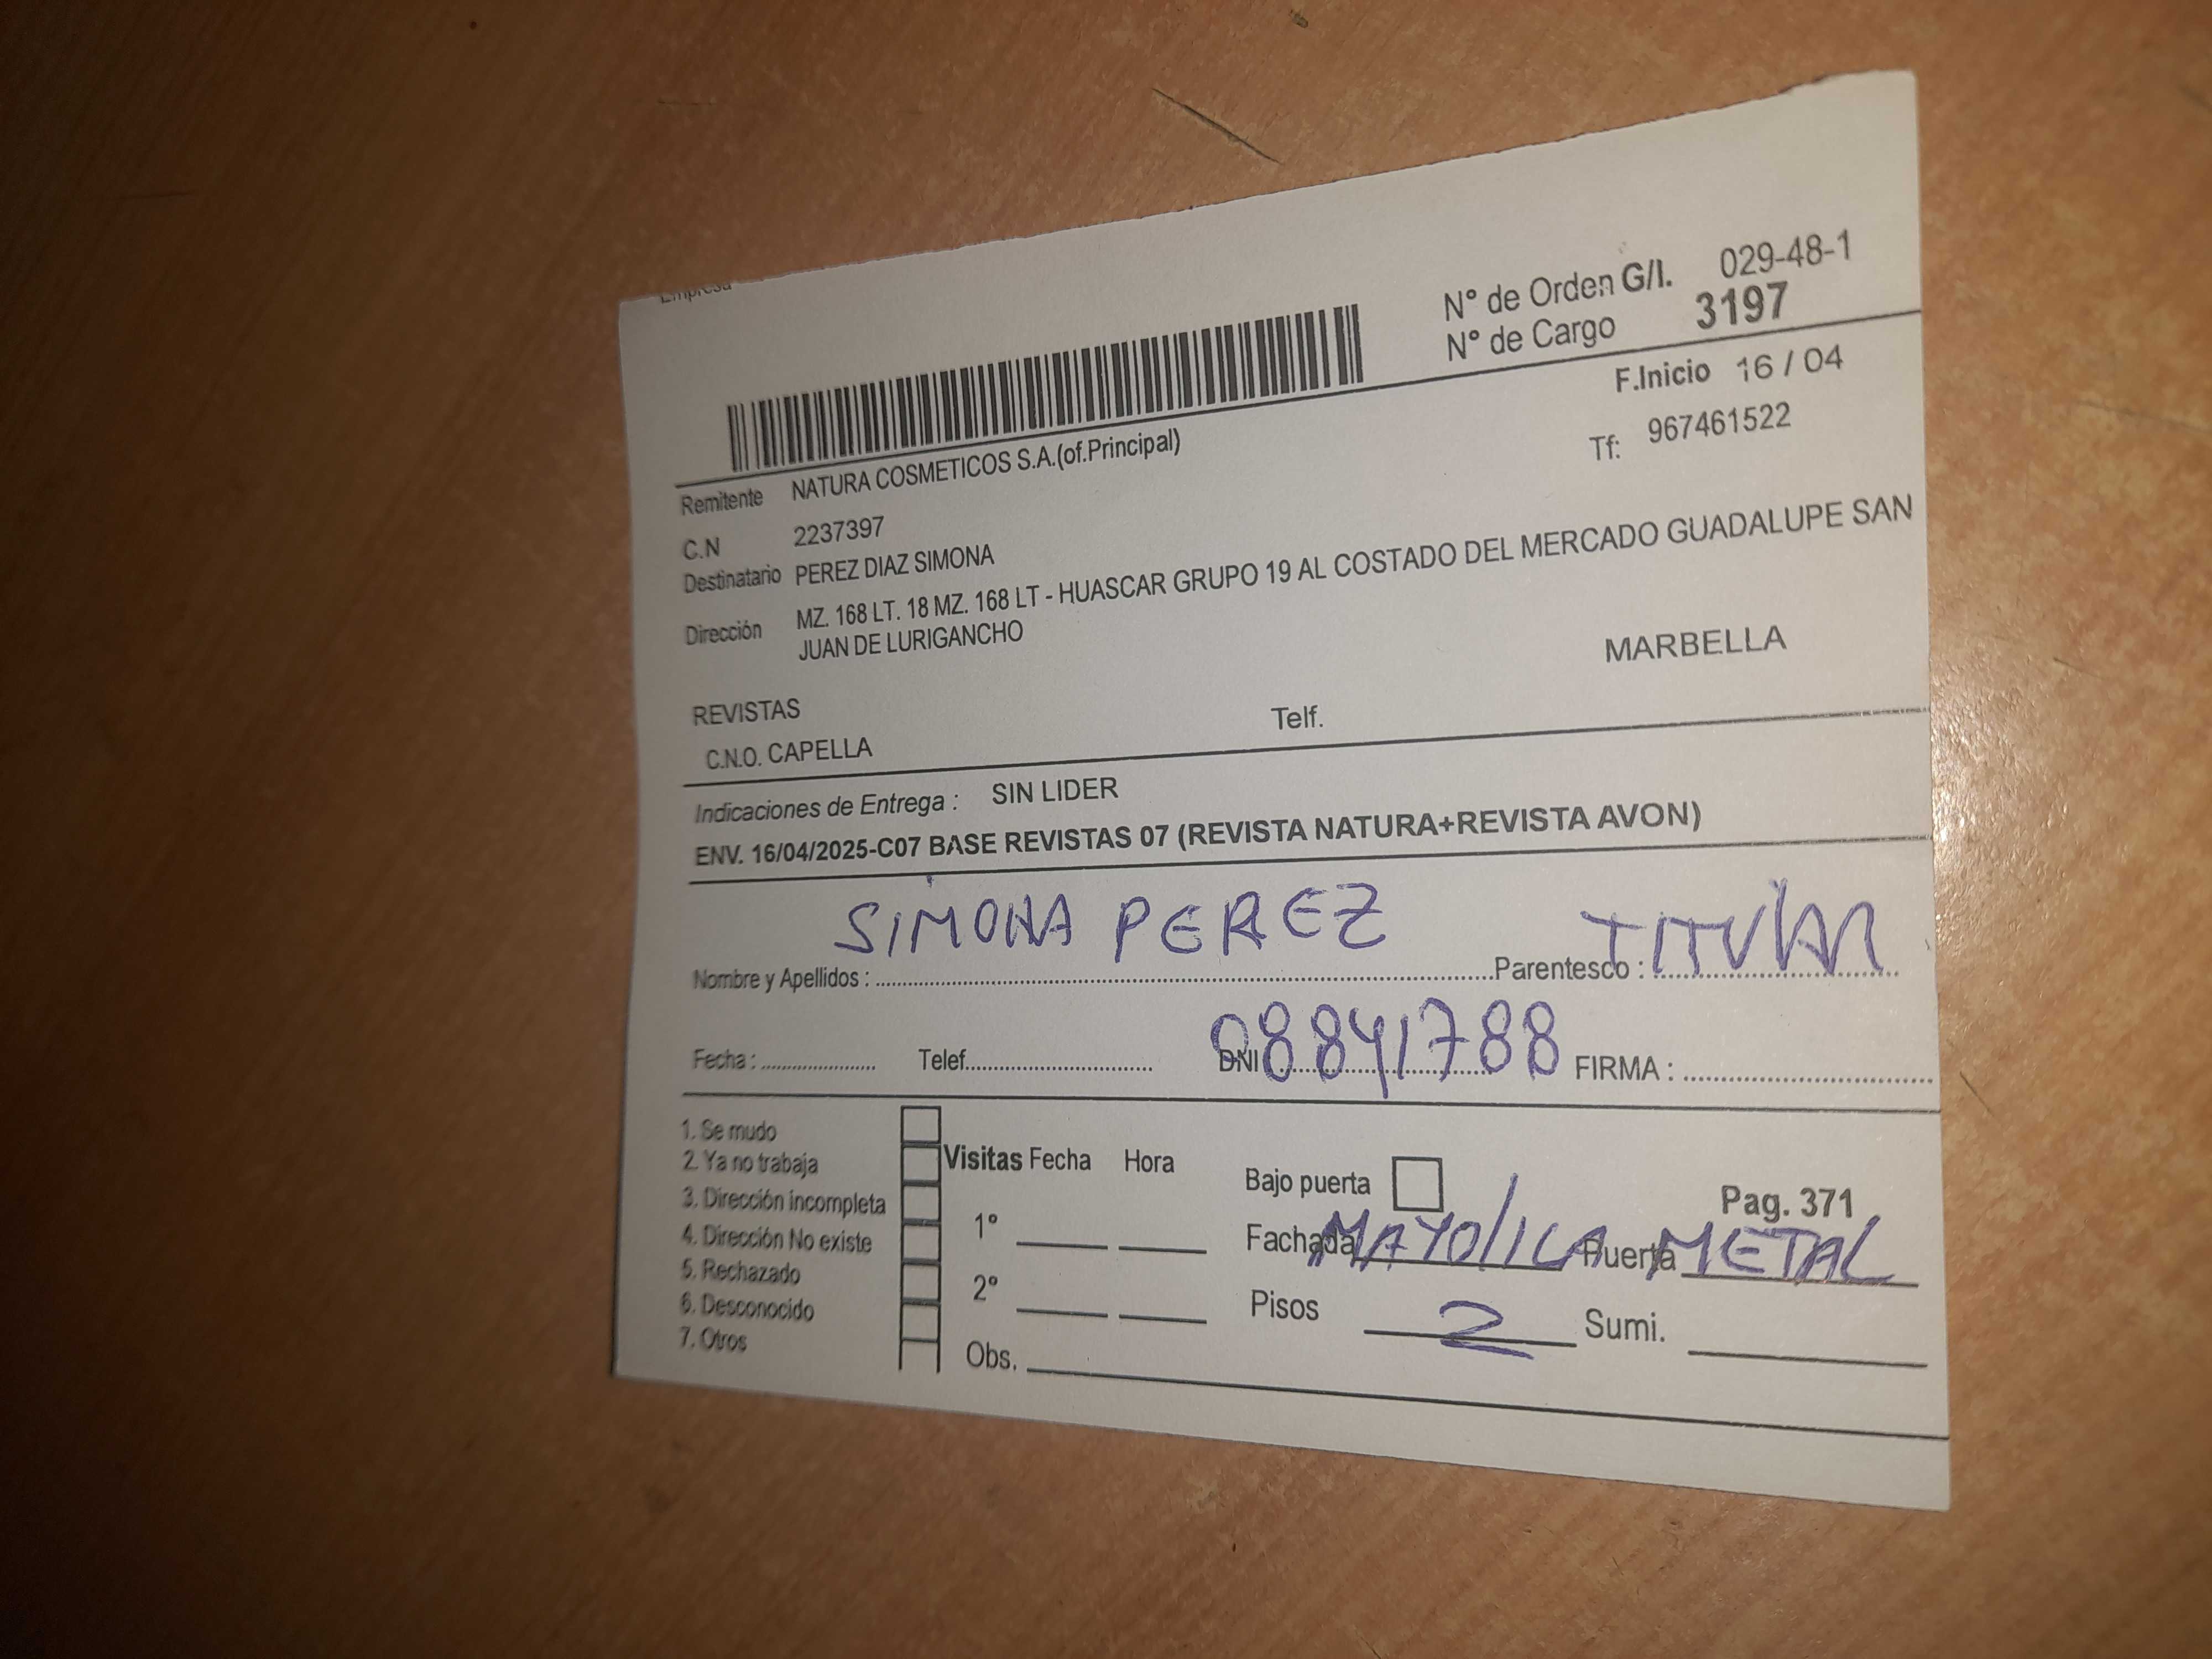 Empresa
N° de Orden G/I. 029-48-1
N° de Cargo 3197
F.Inicio 16 / 04
Remitente NATURA COSMETICOS S.A.(of.Principal)
Tf: 967461522
C.N 2237397
Destinatario PEREZ DIAZ SIMONA
Dirección MZ. 168 LT. 18 MZ. 168 LT - HUASCAR GRUPO 19 AL COSTADO DEL MERCADO GUADALUPE SAN
JUAN DE LURIGANCHO
MARBELLA
REVISTAS
C.N.O. CAPELLA Telf.
Indicaciones de Entrega : SIN LIDER
ENV. 16/04/2025-C07 BASE REVISTAS 07 (REVISTA NATURA+REVISTA AVON)
Nombre y Apellidos : SIMONA PEREZ Parentesco : TITULAR
Fecha : Telef. DNI 08841788 FIRMA :
1. Se mudo
2. Ya no trabaja
3. Dirección incompleta
4. Dirección No existe
5. Rechazado
6. Desconocido
7. Otros
Visitas Fecha Hora
1°
2°
Obs.
Bajo puerta Pag. 371
Fachada MAYOLICA Puerta METAL
Pisos 2 Sumi.